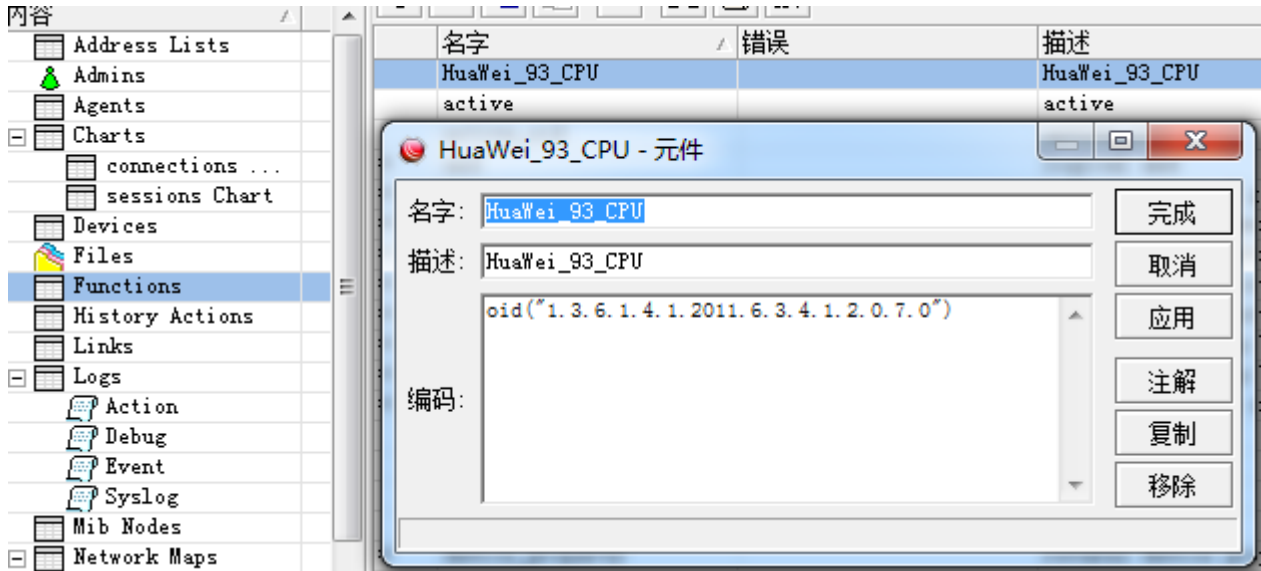 内容
Address Lists
Admins
Agents
Charts
connections ...
sessions Chart
Devices
Files
Functions
History Actions
Links
Logs
Action
Debug
Event
Syslog
Mib Nodes
Network Maps
名字 错误 描述
HuaWei_93_CPU HuaWei_93_CPU
active active
HuaWei_93_CPU - 元件
名字: HuaWei_93_CPU 完成
描述: HuaWei_93_CPU 取消
编码: oid("1.3.6.1.4.1.2011.6.3.4.1.2.0.7.0") 应用
注解
复制
移除